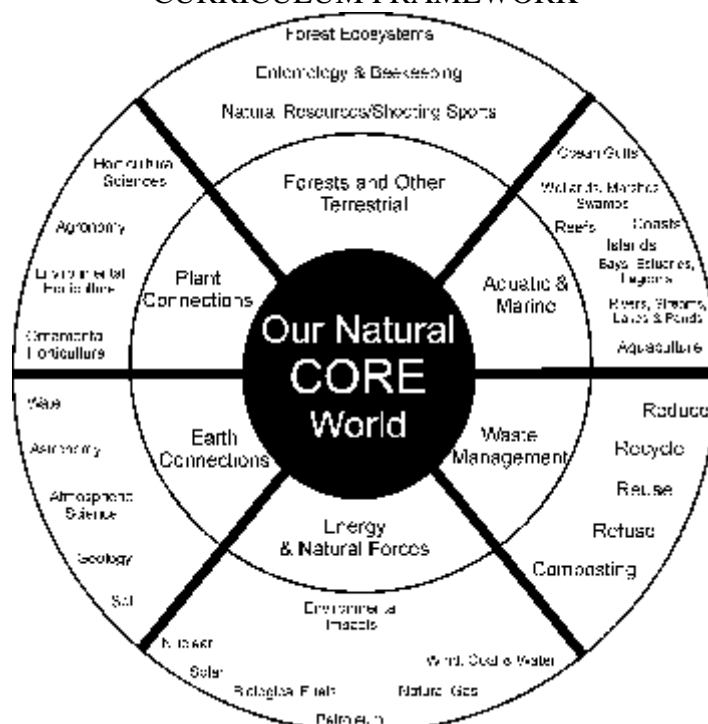 CURRICULUM FRAMEWORK
Forest Ecosystems
Entomology & Beekeeping
Natural Resources/Shooting Sports
Forests and Other
Terrestrial
Horticultural
Sciences
Agronomy
Environmental
Horticulture
Ornamental
Horticulture
Plant
Connections
Ocean Gulfs
Wetlands, Marshes
Swamps
Reefs
Coasts
Islands
Bays, Estuaries,
Lagoons
Rivers, Streams,
Lakes & Ponds
Aquaculture
Aquatic &
Marine
Our Natural
CORE
World
Earth
Connections
Water
Astronomy
Atmospheric
Science
Geology
Soil
Waste
Management
Reduce
Recycle
Reuse
Refuse
Composting
Energy
& Natural Forces
Environmental
Impacts
Nuclear
Solar
Biological Fuels
Petroleum
Natural Gas
Wind, Coal & Water